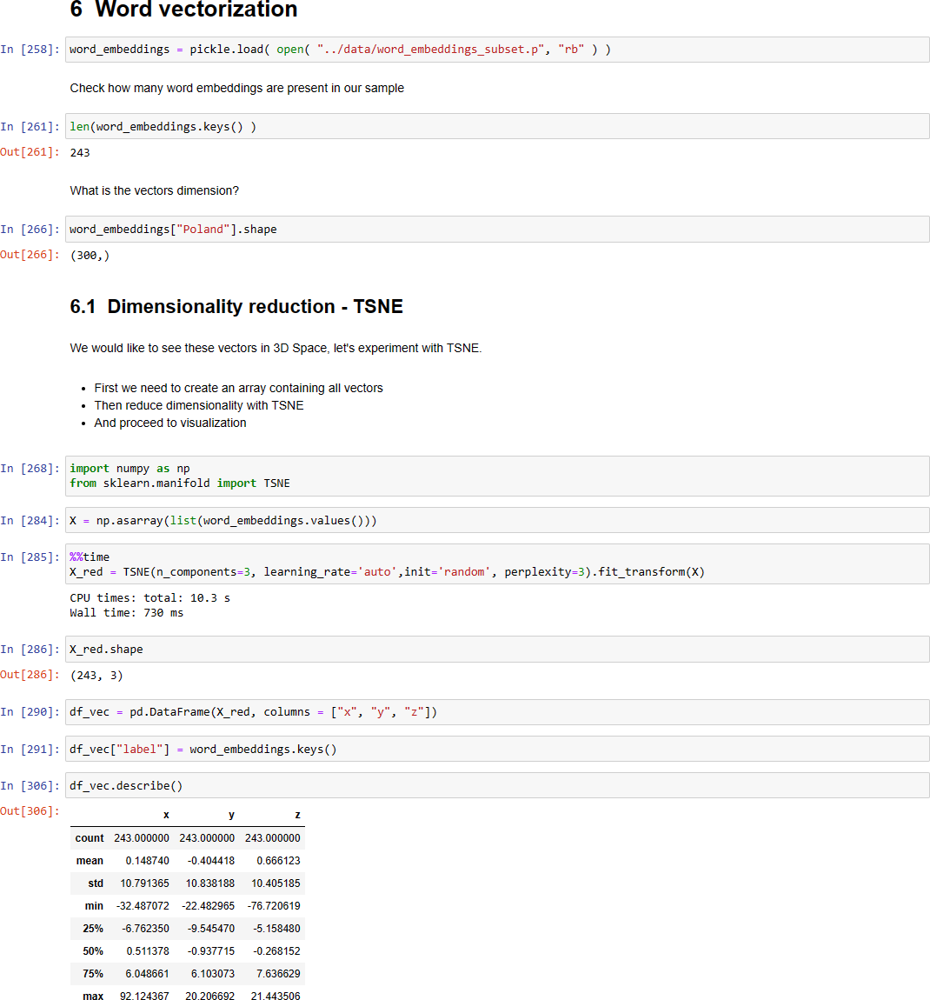 6 Word vectorization
In [258]: word_embeddings = pickle.load( open( "../data/word_embeddings_subset.p", "rb" ) )
Check how many word embeddings are present in our sample
In [261]: len(word_embeddings.keys() )
Out[261]: 243
What is the vectors dimension?
In [266]: word_embeddings["Poland"].shape
Out[266]: (300,)
6.1 Dimensionality reduction - TSNE
We would like to see these vectors in 3D Space, let's experiment with TSNE.
• First we need to create an array containing all vectors
• Then reduce dimensionality with TSNE
• And proceed to visualization
In [268]: import numpy as np
from sklearn.manifold import TSNE
In [284]: X = np.asarray(list(word_embeddings.values()))
In [285]: %%time
X_red = TSNE(n_components=3, learning_rate='auto',init='random', perplexity=3).fit_transform(X)
CPU times: total: 10.3 s
Wall time: 730 ms
In [286]: X_red.shape
Out[286]: (243, 3)
In [290]: df_vec = pd.DataFrame(X_red, columns = ["x", "y", "z"])
In [291]: df_vec["label"] = word_embeddings.keys()
In [306]: df_vec.describe()
Out[306]:
x y z
count 243.000000 243.000000 243.000000
mean 0.148740 -0.404418 0.666123
std 10.791365 10.838188 10.405185
min -32.487072 -22.482965 -76.720619
25% -6.762350 -9.545470 -5.158480
50% 0.511378 -0.937715 -0.268152
75% 6.048661 6.103073 7.636629
max 92.124367 20.206692 21.443506